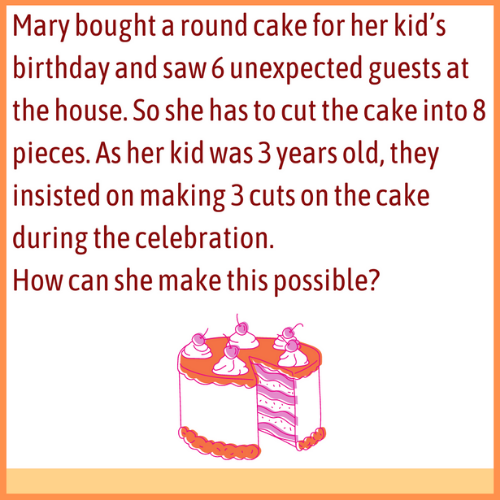 Mary bought a round cake for her kid’s
birthday and saw 6 unexpected guests at
the house. So she has to cut the cake into 8
pieces. As her kid was 3 years old, they
insisted on making 3 cuts on the cake
during the celebration.
How can she make this possible?